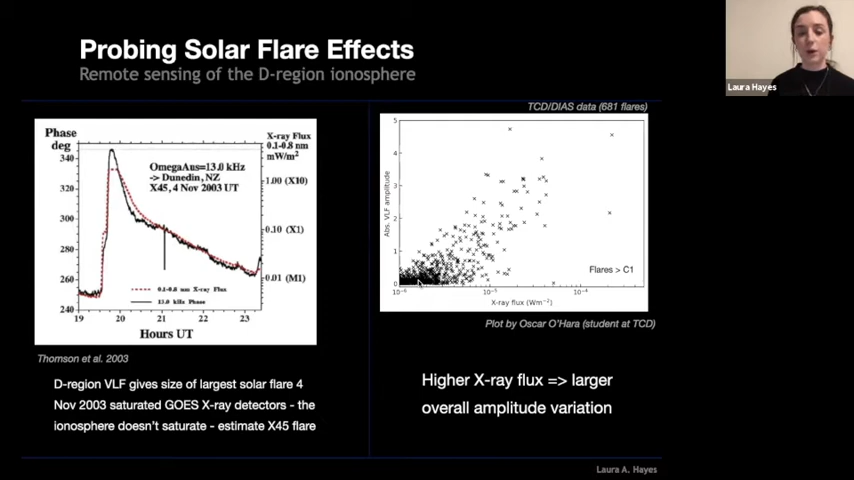 Probing Solar Flare Effects
Remote sensing of the D-region ionosphere
Laura Hayes
TCD/DIAS data (681 flares)
Phase
deg
340
320
300
280
260
240
19
20
21
22
23
Hours UT
X-ray Flux
0.1-0.8 nm
mW/m²
1.00 (X10)
0.10 (X1)
0.01 (M1)
OmegaAus=13.0 kHz
-> Dunedin, NZ
X45, 4 Nov 2003 UT
0.1-0.8 nm X-ray Flux
13.0 kHz Phase
Thomson et al. 2003
D-region VLF gives size of largest solar flare 4
Nov 2003 saturated GOES X-ray detectors - the
ionosphere doesn't saturate - estimate X45 flare
5
4
3
2
1
0
Abs. VLF amplitude
Flares > C1
10⁻⁶
10⁻⁵
10⁻⁴
X-ray flux (Wm⁻²)
Plot by Oscar O'Hara (student at TCD)
Higher X-ray flux => larger
overall amplitude variation
Laura A. Hayes